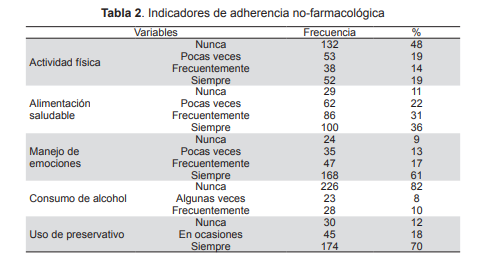 Tabla 2. Indicadores de adherencia no-farmacológica
Variables Frecuencia %
Actividad física Nunca 132 48
Pocas veces 53 19
Frecuentemente 38 14
Siempre 52 19
Alimentación saludable Nunca 29 11
Pocas veces 62 22
Frecuentemente 86 31
Siempre 100 36
Manejo de emociones Nunca 24 9
Pocas veces 35 13
Frecuentemente 47 17
Siempre 168 61
Consumo de alcohol Nunca 226 82
Algunas veces 23 8
Frecuentemente 28 10
Uso de preservativo Nunca 30 12
En ocasiones 45 18
Siempre 174 70